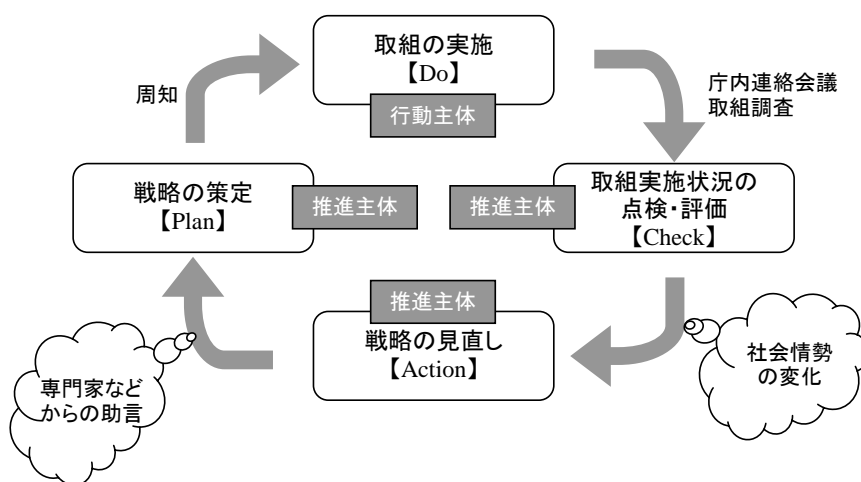 取組の実施
【Do】
行動主体
周知
庁内連絡会議
取組調査
戦略の策定
【Plan】
推進主体
推進主体
取組実施状況の
点検・評価
【Check】
推進主体
戦略の見直し
【Action】
専門家など
からの助言
社会情勢
の変化